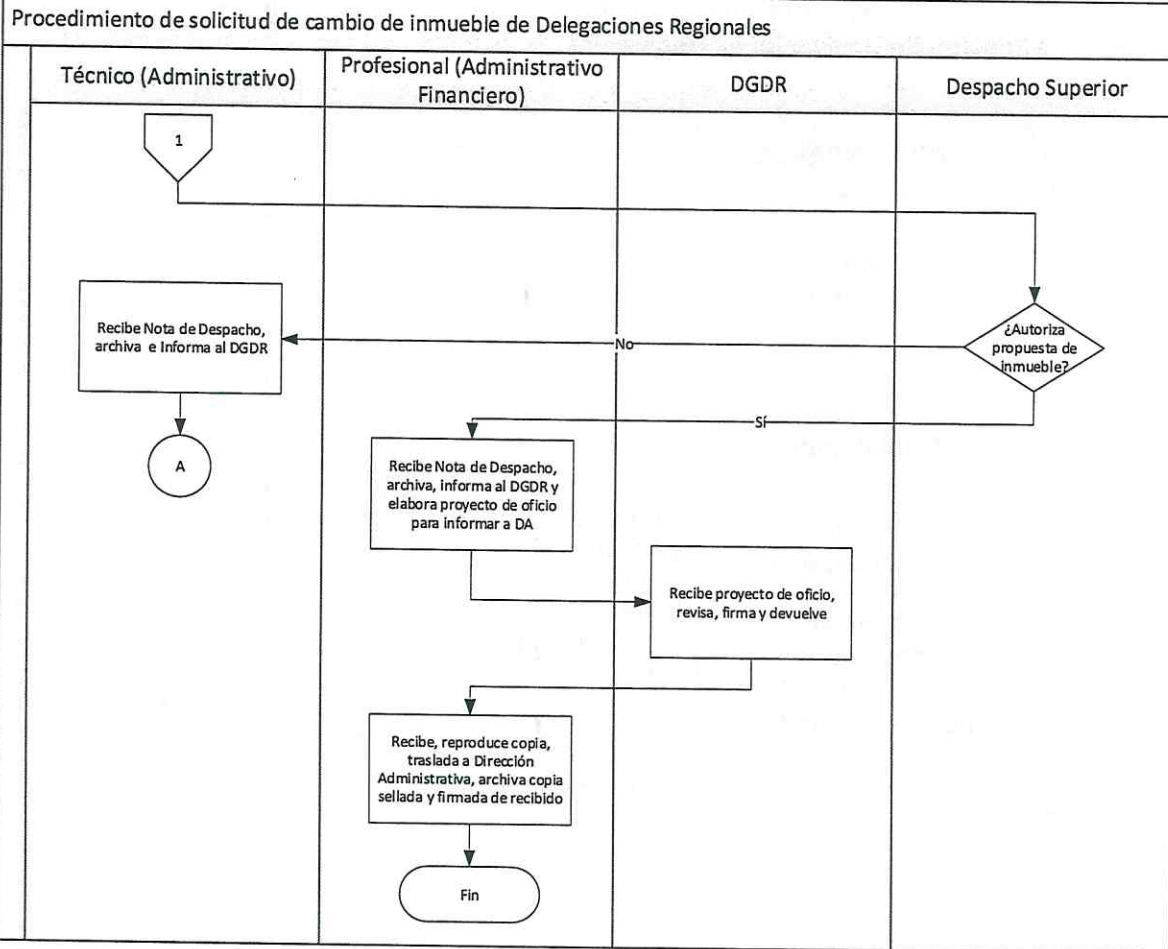 Procedimiento de solicitud de cambio de inmueble de Delegaciones Regionales
Técnico (Administrativo)
Profesional (Administrativo
Financiero)
DGDR
Despacho Superior
1
¿Autoriza
propuesta de
inmueble?
No
Recibe Nota de Despacho,
archiva e Informa al DGDR
A
Sí
Recibe Nota de Despacho,
archiva, informa al DGDR y
elabora proyecto de oficio
para informar a DA
Recibe proyecto de oficio,
revisa, firma y devuelve
Recibe, reproduce copia,
traslada a Dirección
Administrativa, archiva copia
sellada y firmada de recibido
Fin